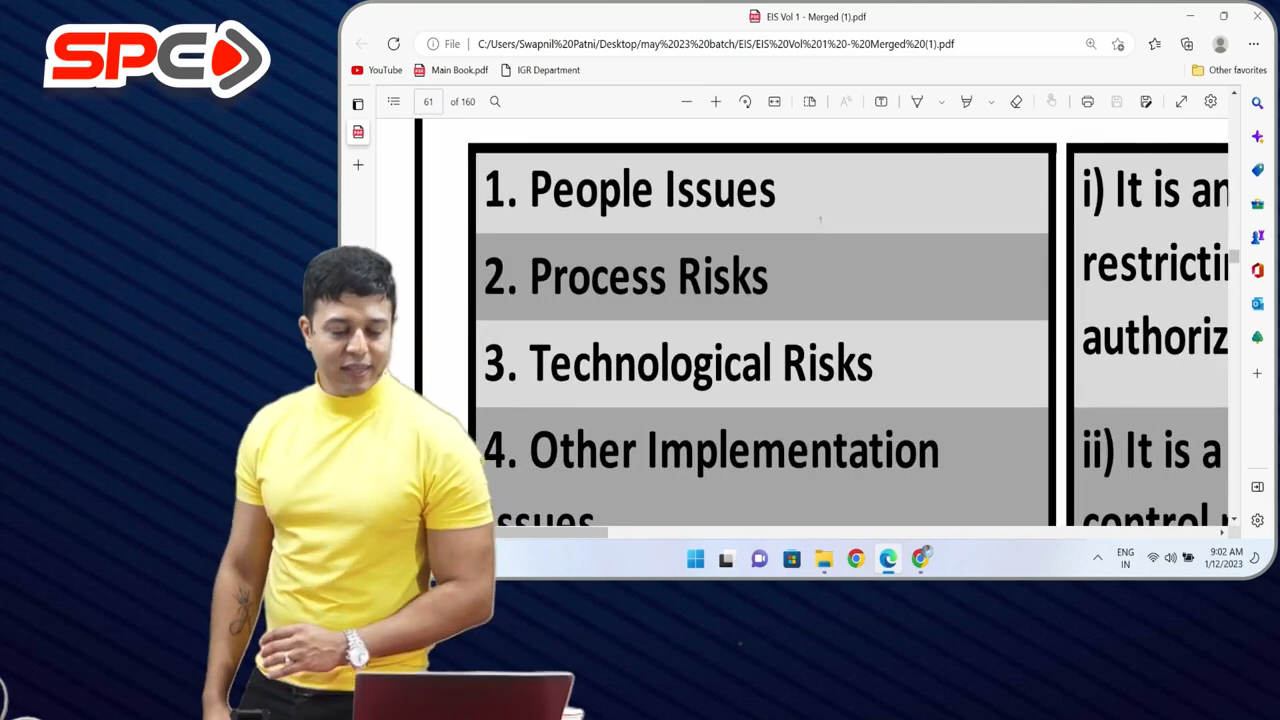 SPC
EIS Vol 1 - Merged (1).pdf
File
C:/Users/Swapnil%20Patni/Desktop/may%2023%20batch/EIS/EIS%20Vol%201%20-%20Merged%20(1).pdf
YouTube
Main Book.pdf
IGR Department
Other favorites
61
of 160
1. People Issues
2. Process Risks
3. Technological Risks
4. Other Implementation
Issues
i) It is an
restricti
authoriz
ii) It is a
control
ENG
IN
9:02 AM
1/12/2023